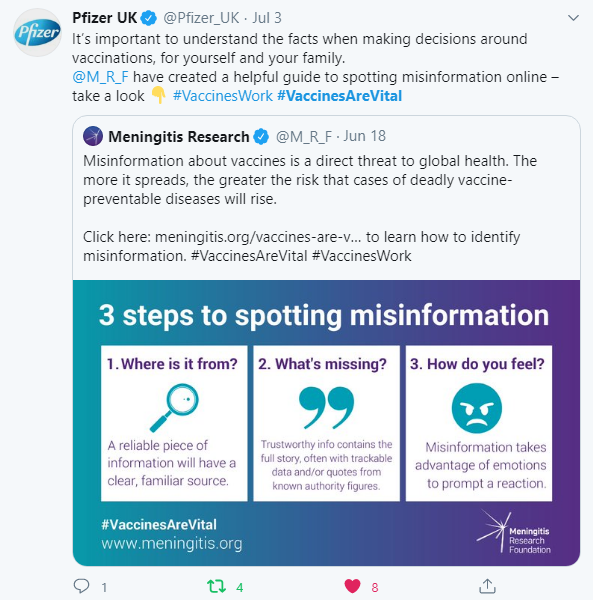 Pfizer
Pfizer UK @Pfizer_UK · Jul 3
It's important to understand the facts when making decisions around
vaccinations, for yourself and your family.
@M_R_F have created a helpful guide to spotting misinformation online –
take a look 👇 #VaccinesWork #VaccinesAreVital
Meningitis Research @M_R_F · Jun 18
Misinformation about vaccines is a direct threat to global health. The
more it spreads, the greater the risk that cases of deadly vaccine-
preventable diseases will rise.
Click here: meningitis.org/vaccines-are-v... to learn how to identify
misinformation. #VaccinesAreVital #VaccinesWork
3 steps to spotting misinformation
1. Where is it from?
A reliable piece of
information will have a
clear, familiar source.
2. What's missing?
Trustworthy info contains the
full story, often with trackable
data and/or quotes from
known authority figures.
3. How do you feel?
Misinformation takes
advantage of emotions
to prompt a reaction.
#VaccinesAreVital
www.meningitis.org
Meningitis
Research
Foundation
1 4 8